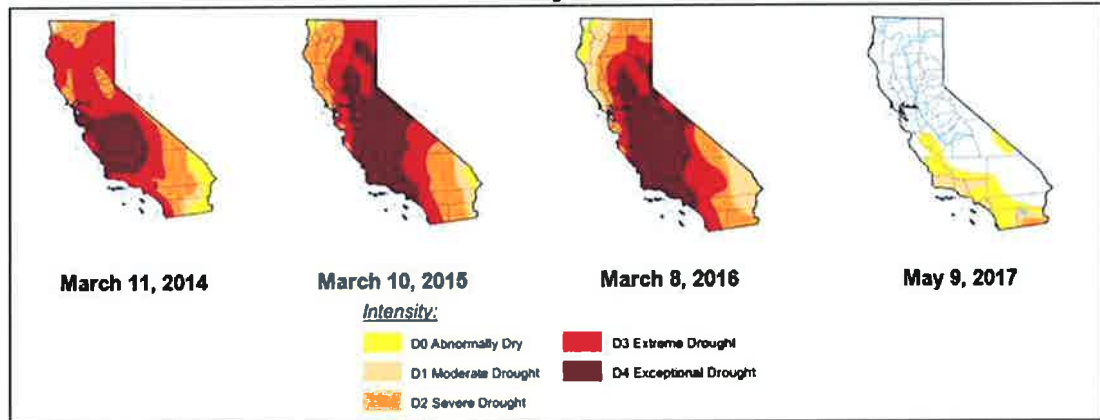 March 11, 2014
March 10, 2015
March 8, 2016
May 9, 2017
Intensity:
D0 Abnormally Dry
D3 Extreme Drought
D1 Moderate Drought
D4 Exceptional Drought
D2 Severe Drought